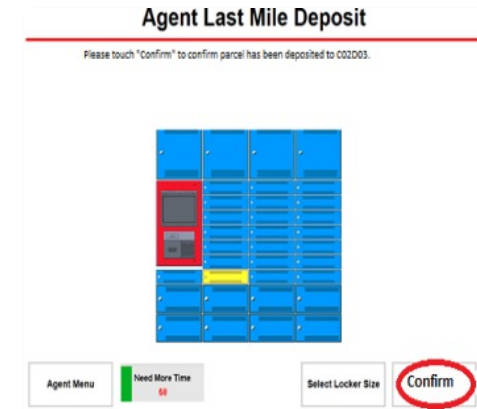 Agent Last Mile Deposit
Please touch "Confirm" to confirm parcel has been deposited to C02D03.
Agent Menu
Need More Time
56
Select Locker Size
Confirm